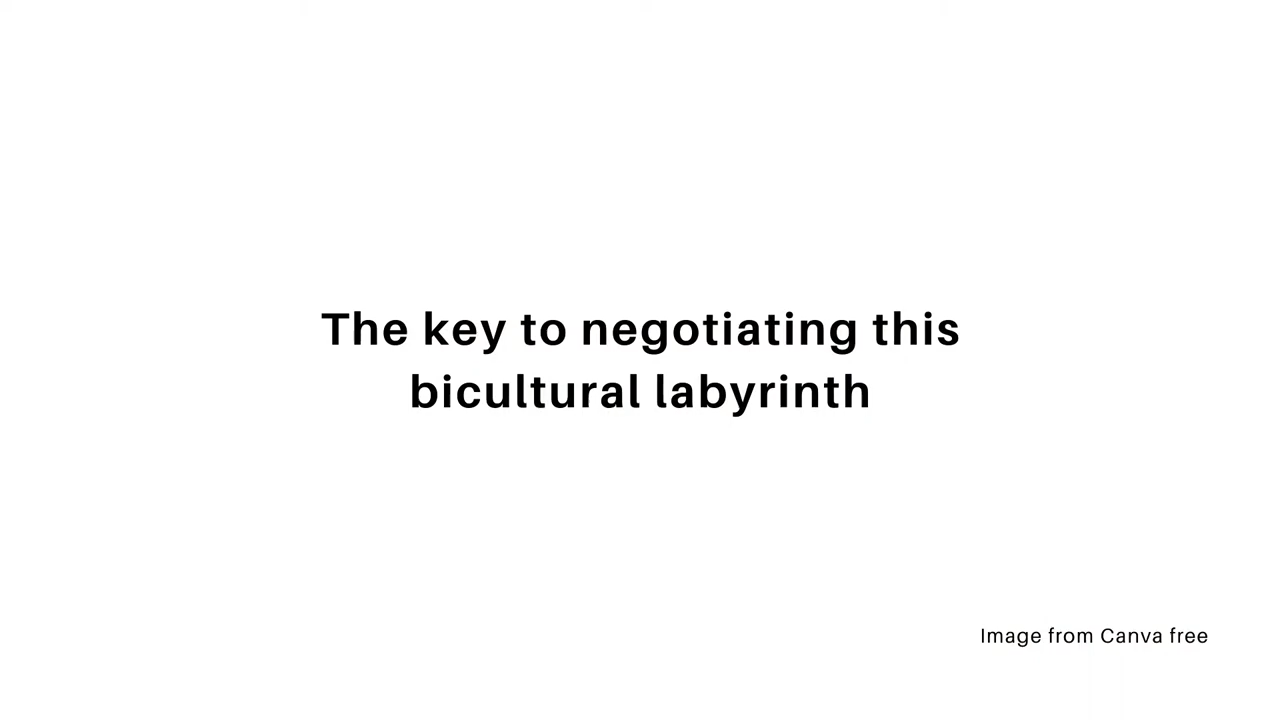 The key to negotiating this
bicultural labyrinth
Image from Canva free